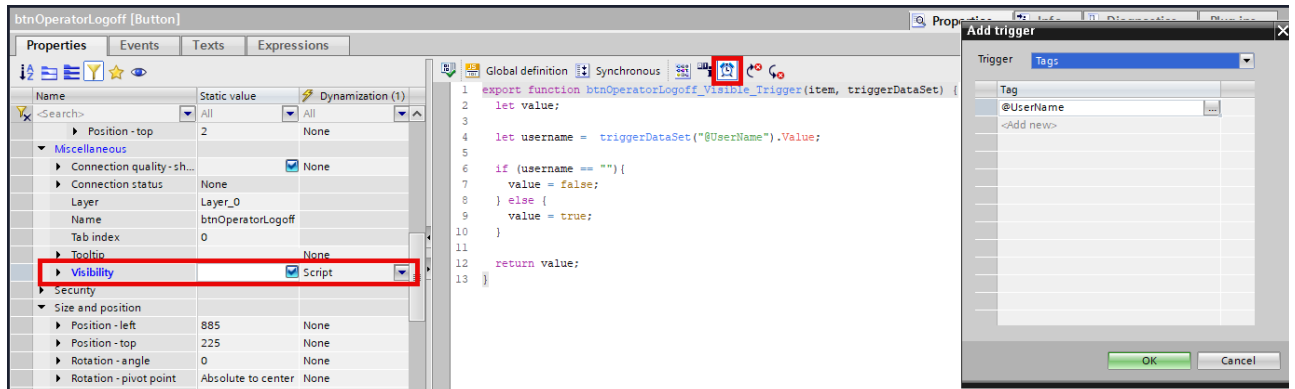 btnOperatorLogoff [Button]
Properties
Info
Diagnostics
Plug-ins
Properties
Events
Texts
Expressions
Name
Static value
Dynamization (1)
<Search>
All
All
Position - top
2
None
Miscellaneous
Connection quality - sh...
None
Connection status
None
Layer
Layer_0
Name
btnOperatorLogoff
Tab index
0
Tooltip
None
Visibility
Script
Security
Size and position
Position - left
885
None
Position - top
225
None
Rotation - angle
0
None
Rotation - pivot point
Absolute to center
None
Global definition
Synchronous
1 export function btnOperatorLogoff_Visible_Trigger(item, triggerDataSet) {
2 let value;
3
4 let username = triggerDataSet("@UserName").Value;
5
6 if (username == ""){
7 value = false;
8 } else {
9 value = true;
10 }
11
12 return value;
13 }
Add trigger
X
Trigger
Tags
Tag
@UserName
...
<Add new>
OK
Cancel